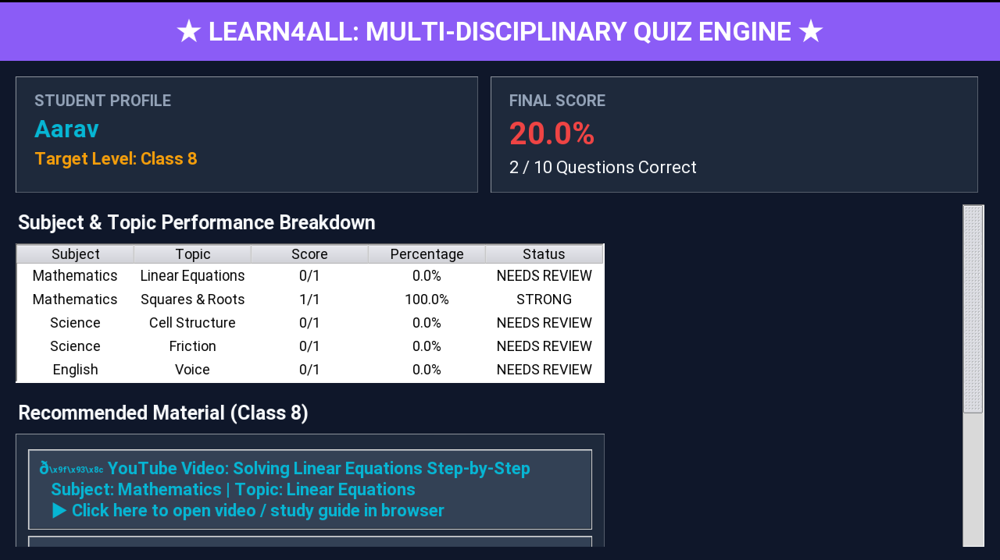 ★ LEARN4ALL: MULTI-DISCIPLINARY QUIZ ENGINE ★
STUDENT PROFILE
Aarav
Target Level: Class 8
FINAL SCORE
20.0%
2 / 10 Questions Correct
Subject & Topic Performance Breakdown
Subject Topic Score Percentage Status
Mathematics Linear Equations 0/1 0.0% NEEDS REVIEW
Mathematics Squares & Roots 1/1 100.0% STRONG
Science Cell Structure 0/1 0.0% NEEDS REVIEW
Science Friction 0/1 0.0% NEEDS REVIEW
English Voice 0/1 0.0% NEEDS REVIEW
Recommended Material (Class 8)
ð\x9f\x93\x8c YouTube Video: Solving Linear Equations Step-by-Step
Subject: Mathematics | Topic: Linear Equations
▶ Click here to open video / study guide in browser